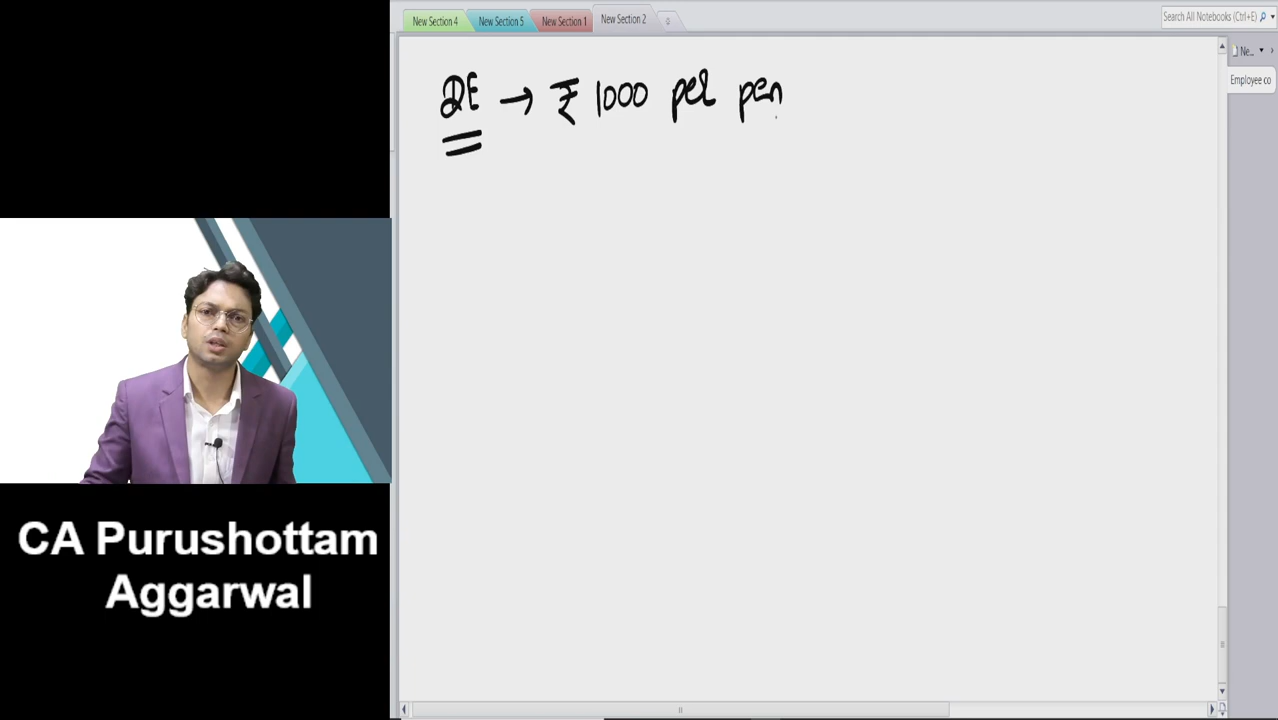 New Section 4
New Section 5
New Section 1
New Section 2
Search All Notebooks (Ctrl+E)
Ne...
Employee co
DE → ₹ 1000 per pen
CA Purushottam
Aggarwal